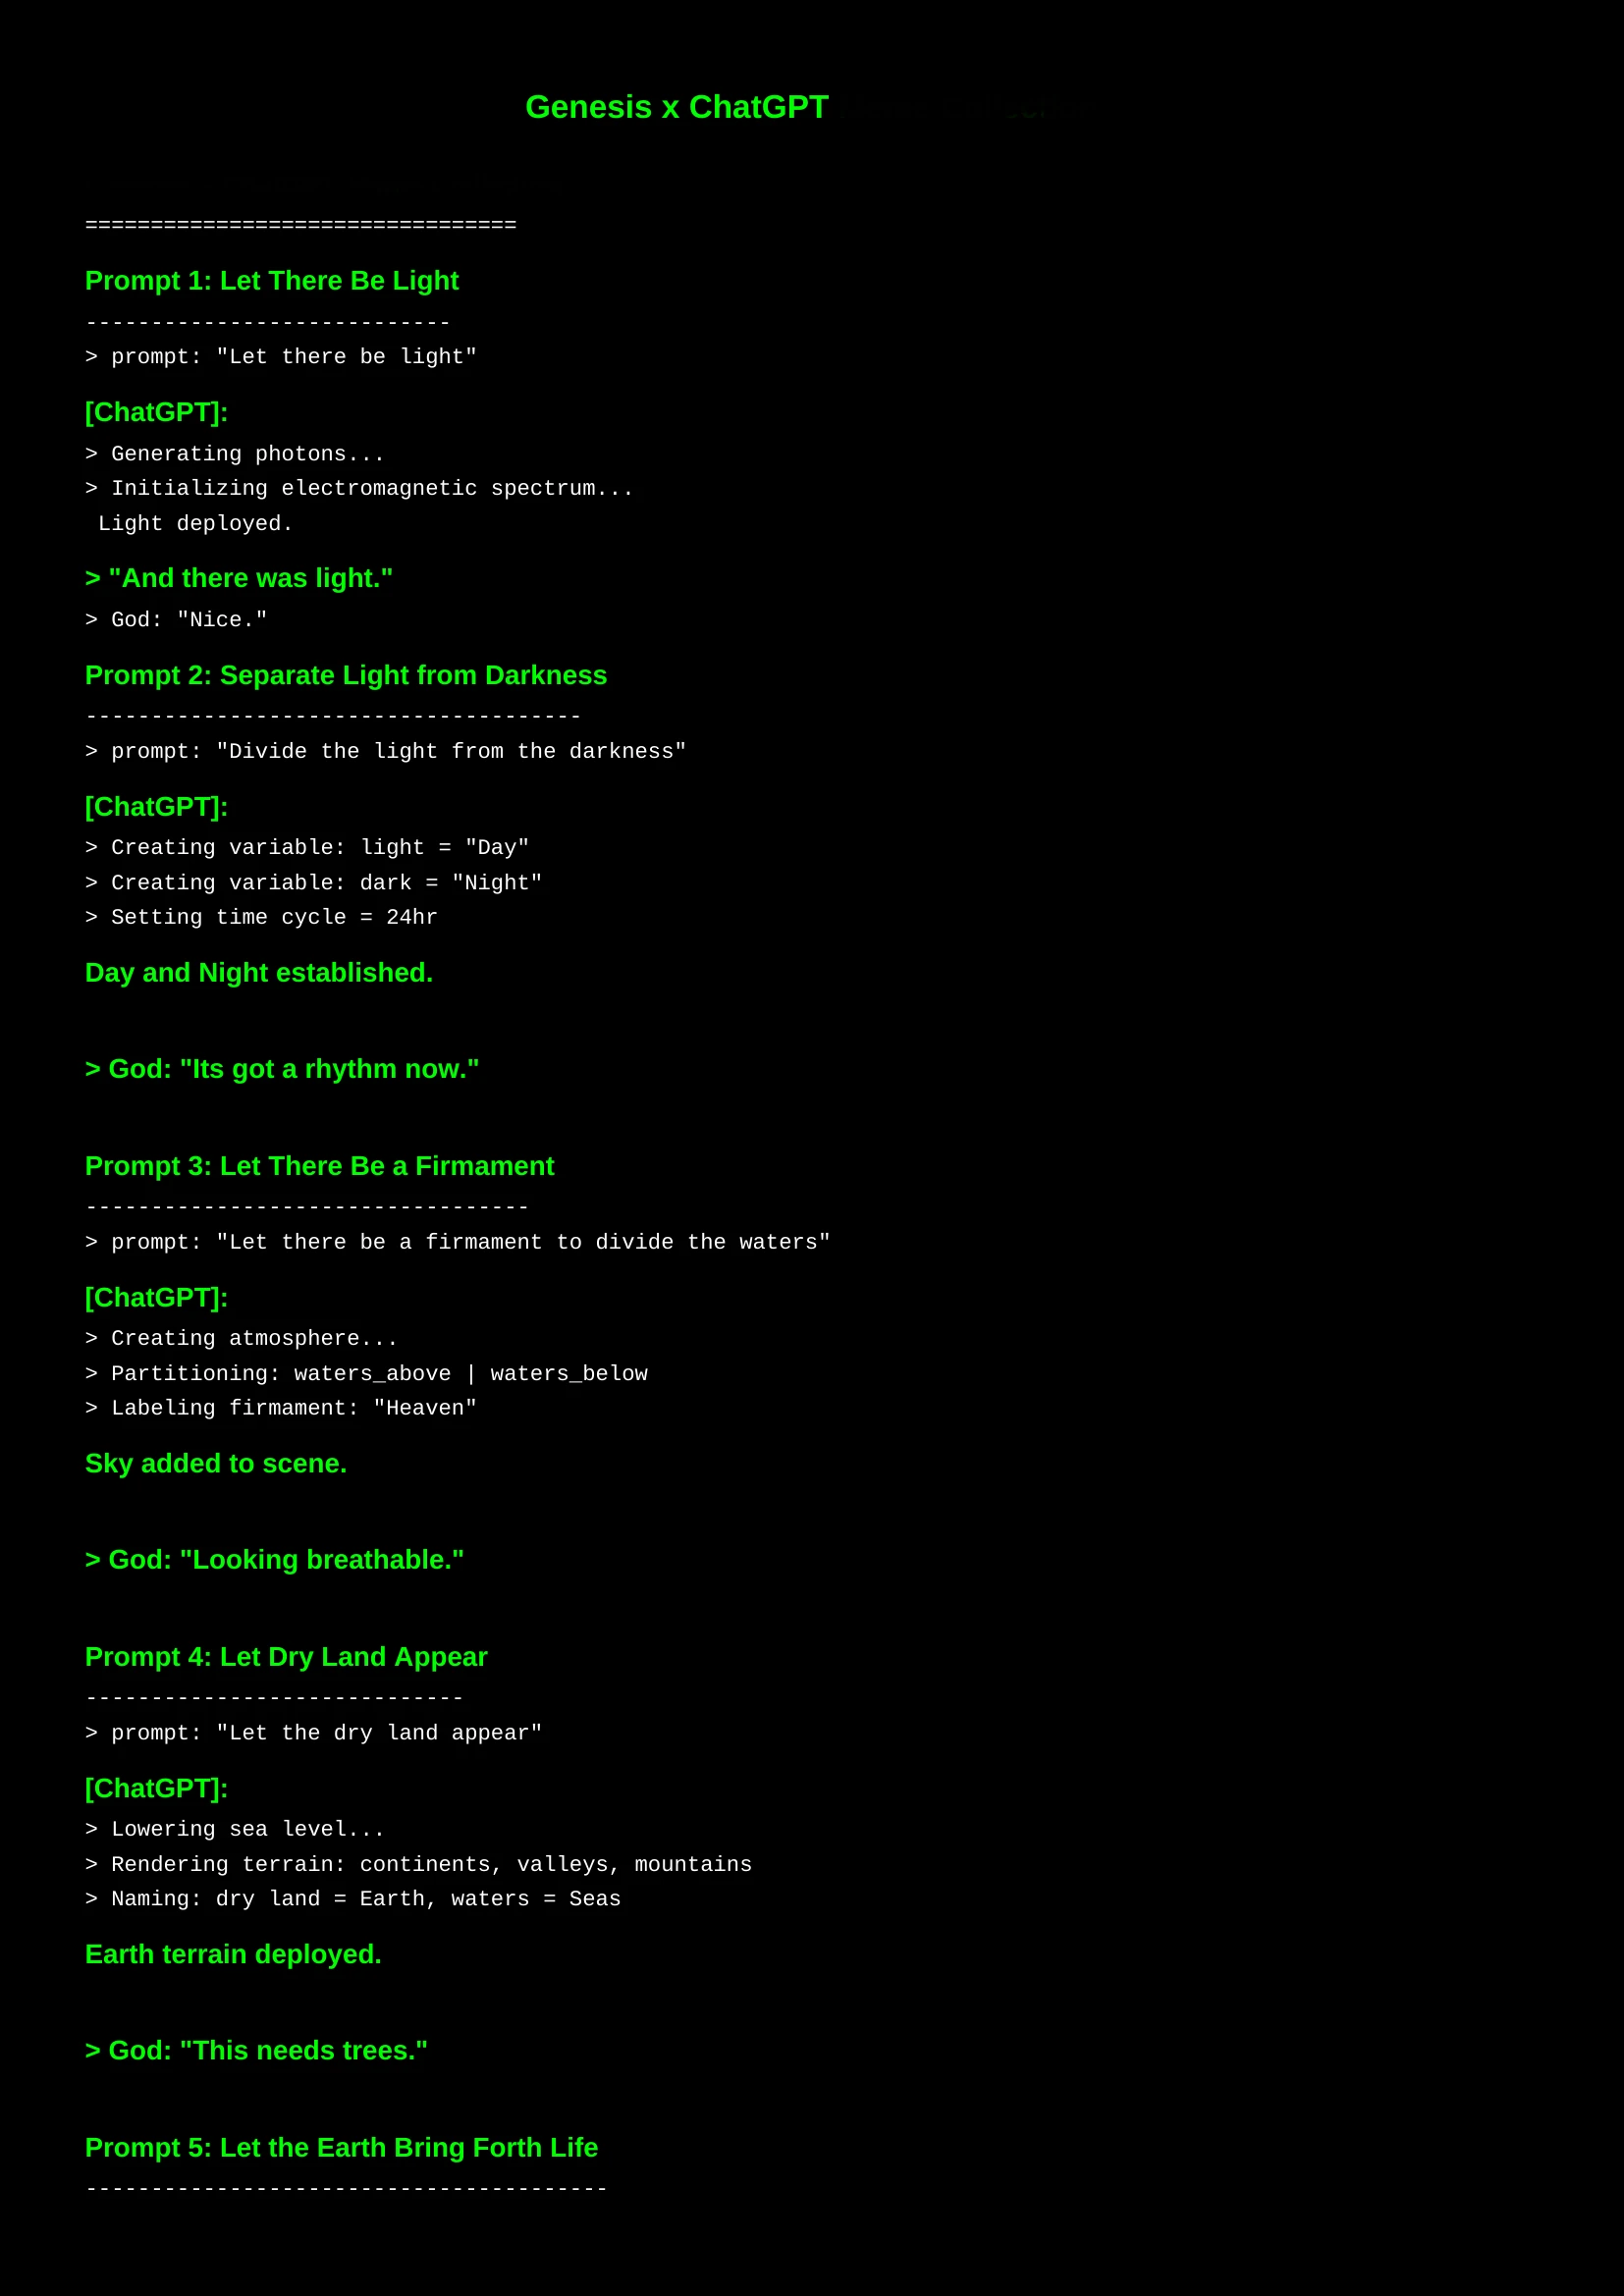 Genesis x ChatGPT
=================================
Prompt 1: Let There Be Light
----------------------------
> prompt: "Let there be light"
[ChatGPT]:
> Generating photons...
> Initializing electromagnetic spectrum...
Light deployed.
> "And there was light."
> God: "Nice."
Prompt 2: Separate Light from Darkness
--------------------------------------
> prompt: "Divide the light from the darkness"
[ChatGPT]:
> Creating variable: light = "Day"
> Creating variable: dark = "Night"
> Setting time cycle = 24hr
Day and Night established.
> God: "Its got a rhythm now."
Prompt 3: Let There Be a Firmament
----------------------------------
> prompt: "Let there be a firmament to divide the waters"
[ChatGPT]:
> Creating atmosphere...
> Partitioning: waters_above | waters_below
> Labeling firmament: "Heaven"
Sky added to scene.
> God: "Looking breathable."
Prompt 4: Let Dry Land Appear
-----------------------------
> prompt: "Let the dry land appear"
[ChatGPT]:
> Lowering sea level...
> Rendering terrain: continents, valleys, mountains
> Naming: dry land = Earth, waters = Seas
Earth terrain deployed.
> God: "This needs trees."
Prompt 5: Let the Earth Bring Forth Life
----------------------------------------